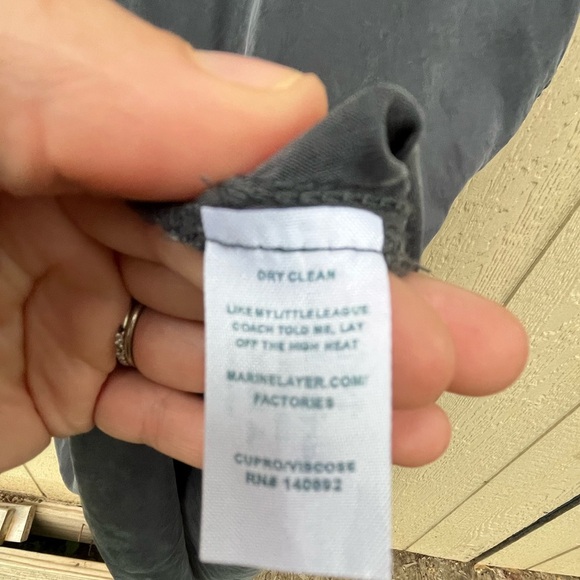 DRY CLEAN
LIKE MY LITTLE LEAGUE
COACH TOLD ME, LAY
OFF THE HIGH HEAT
MARINELAYER.COM/
FACTORIES
CUPRO/VISCOSE
RN# 140892